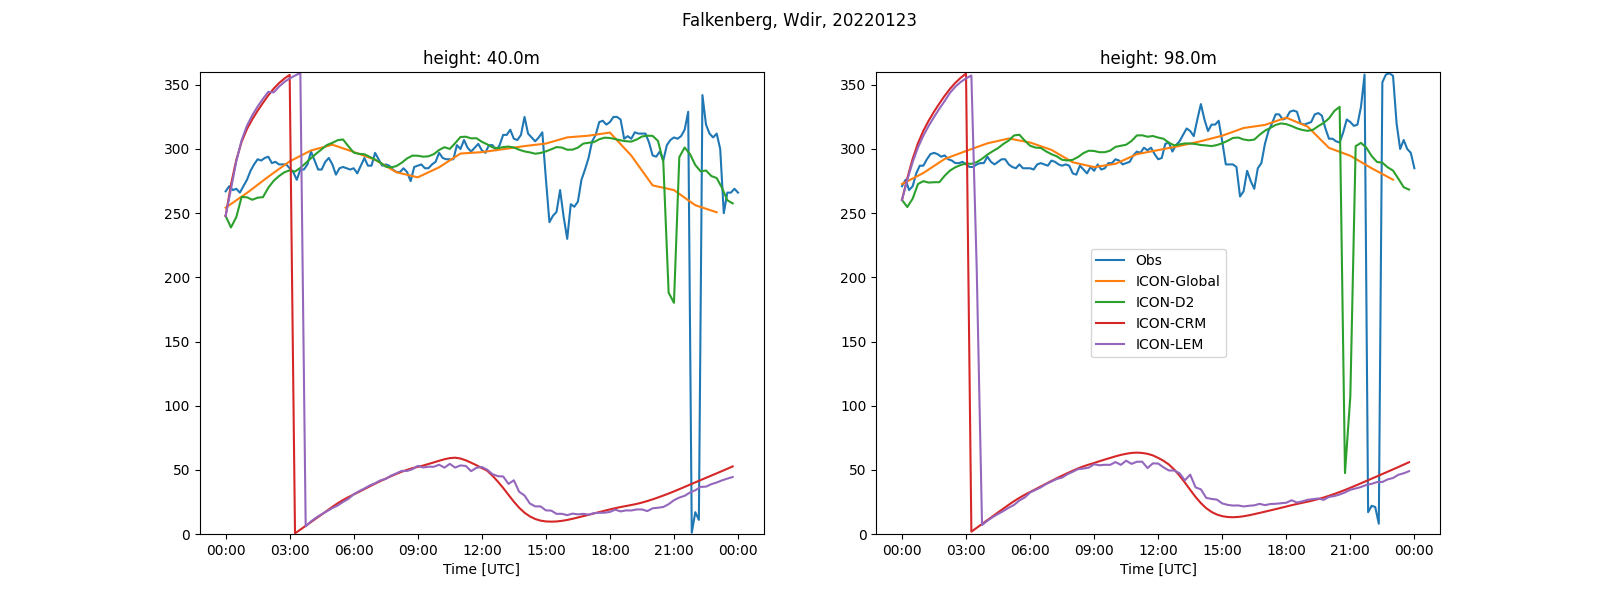 Falkenberg, Wdir, 20220123
height: 40.0m
350
300
250
200
150
100
50
0
00:00 03:00 06:00 09:00 12:00 15:00 18:00 21:00 00:00
Time [UTC]
height: 98.0m
350
300
250
200
150
100
50
0
Obs
ICON-Global
ICON-D2
ICON-CRM
ICON-LEM
00:00 03:00 06:00 09:00 12:00 15:00 18:00 21:00 00:00
Time [UTC]